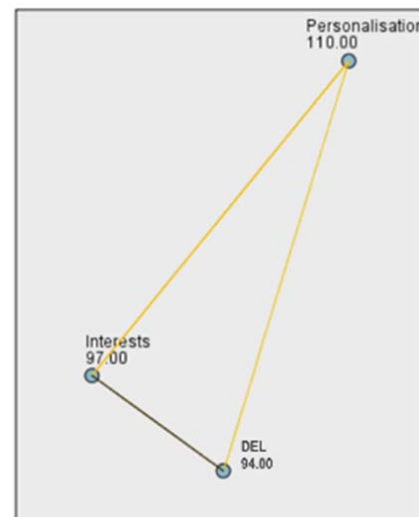 Personalisation
110.00
Interests
97.00
DEL
94.00